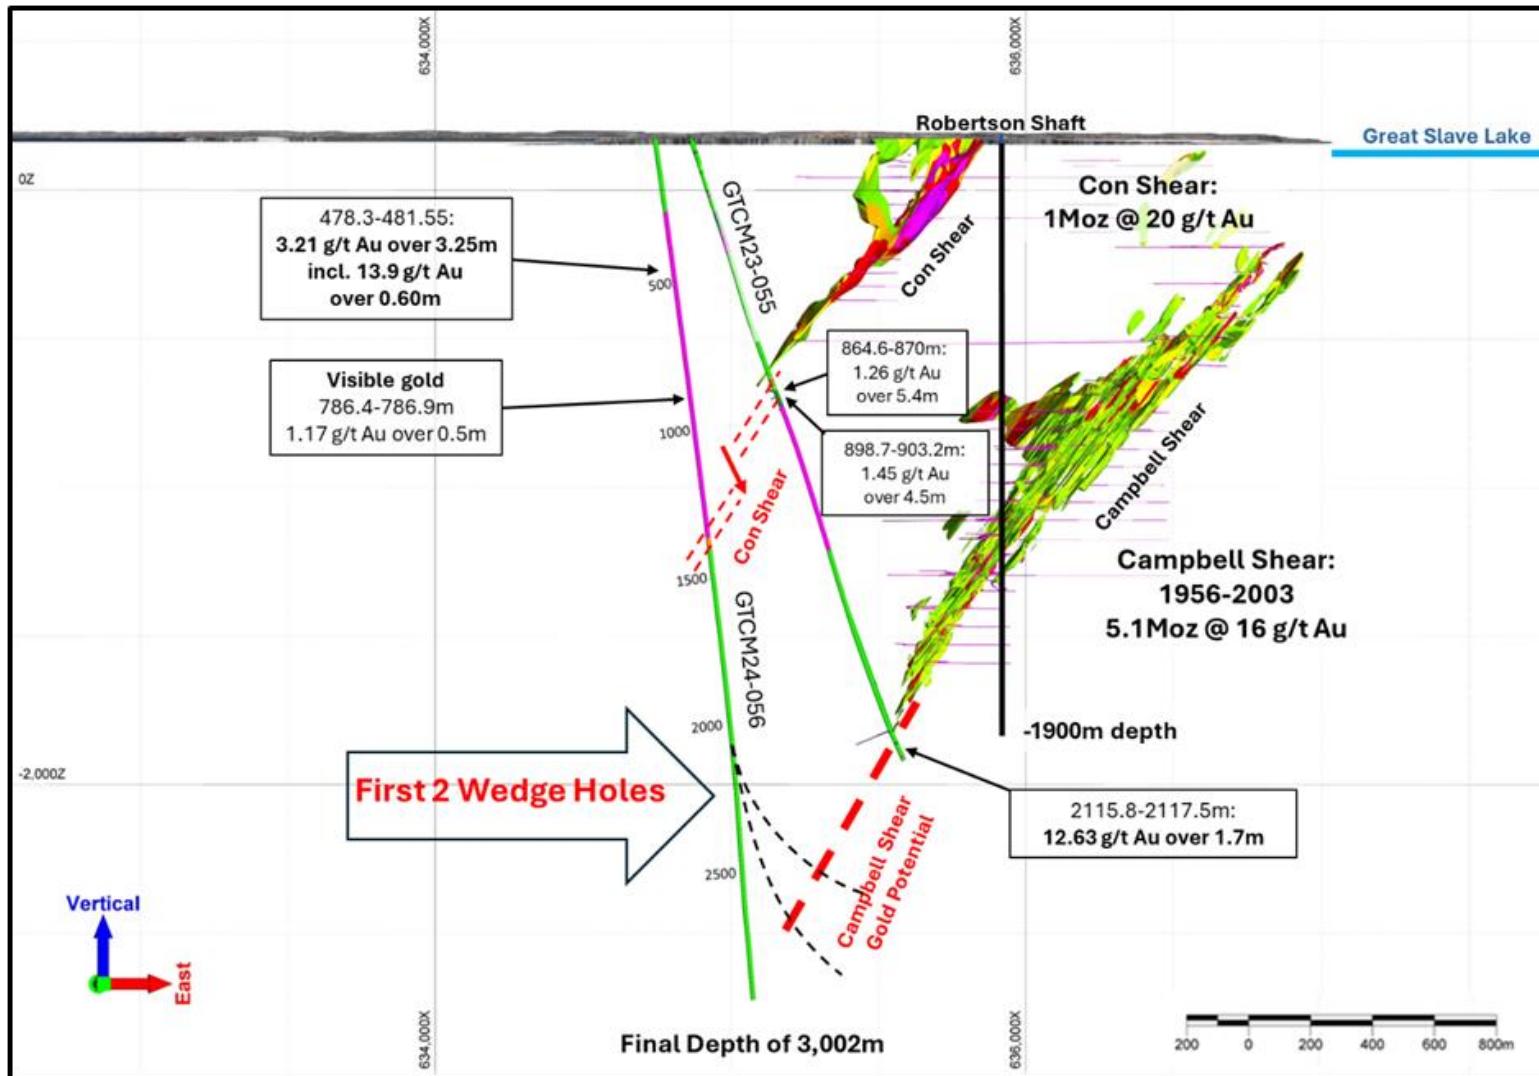 634,000X
636,000X
Robertson Shaft
Great Slave Lake
0Z
Con Shear:
1Moz @ 20 g/t Au
478.3-481.55:
3.21 g/t Au over 3.25m
incl. 13.9 g/t Au
over 0.60m
500
GTCM23-055
Con Shear
Visible gold
786.4-786.9m
1.17 g/t Au over 0.5m
864.6-870m:
1.26 g/t Au
over 5.4m
1000
898.7-903.2m:
1.45 g/t Au
over 4.5m
Con Shear
Campbell Shear
1500
Campbell Shear:
1956-2003
5.1Moz @ 16 g/t Au
GTCM24-056
2000
-1900m depth
-2,000Z
First 2 Wedge Holes
2115.8-2117.5m:
12.63 g/t Au over 1.7m
2500
Campbell Shear
Gold Potential
Vertical
East
634,000X
636,000X
Final Depth of 3,002m
200 0 200 400 600 800m